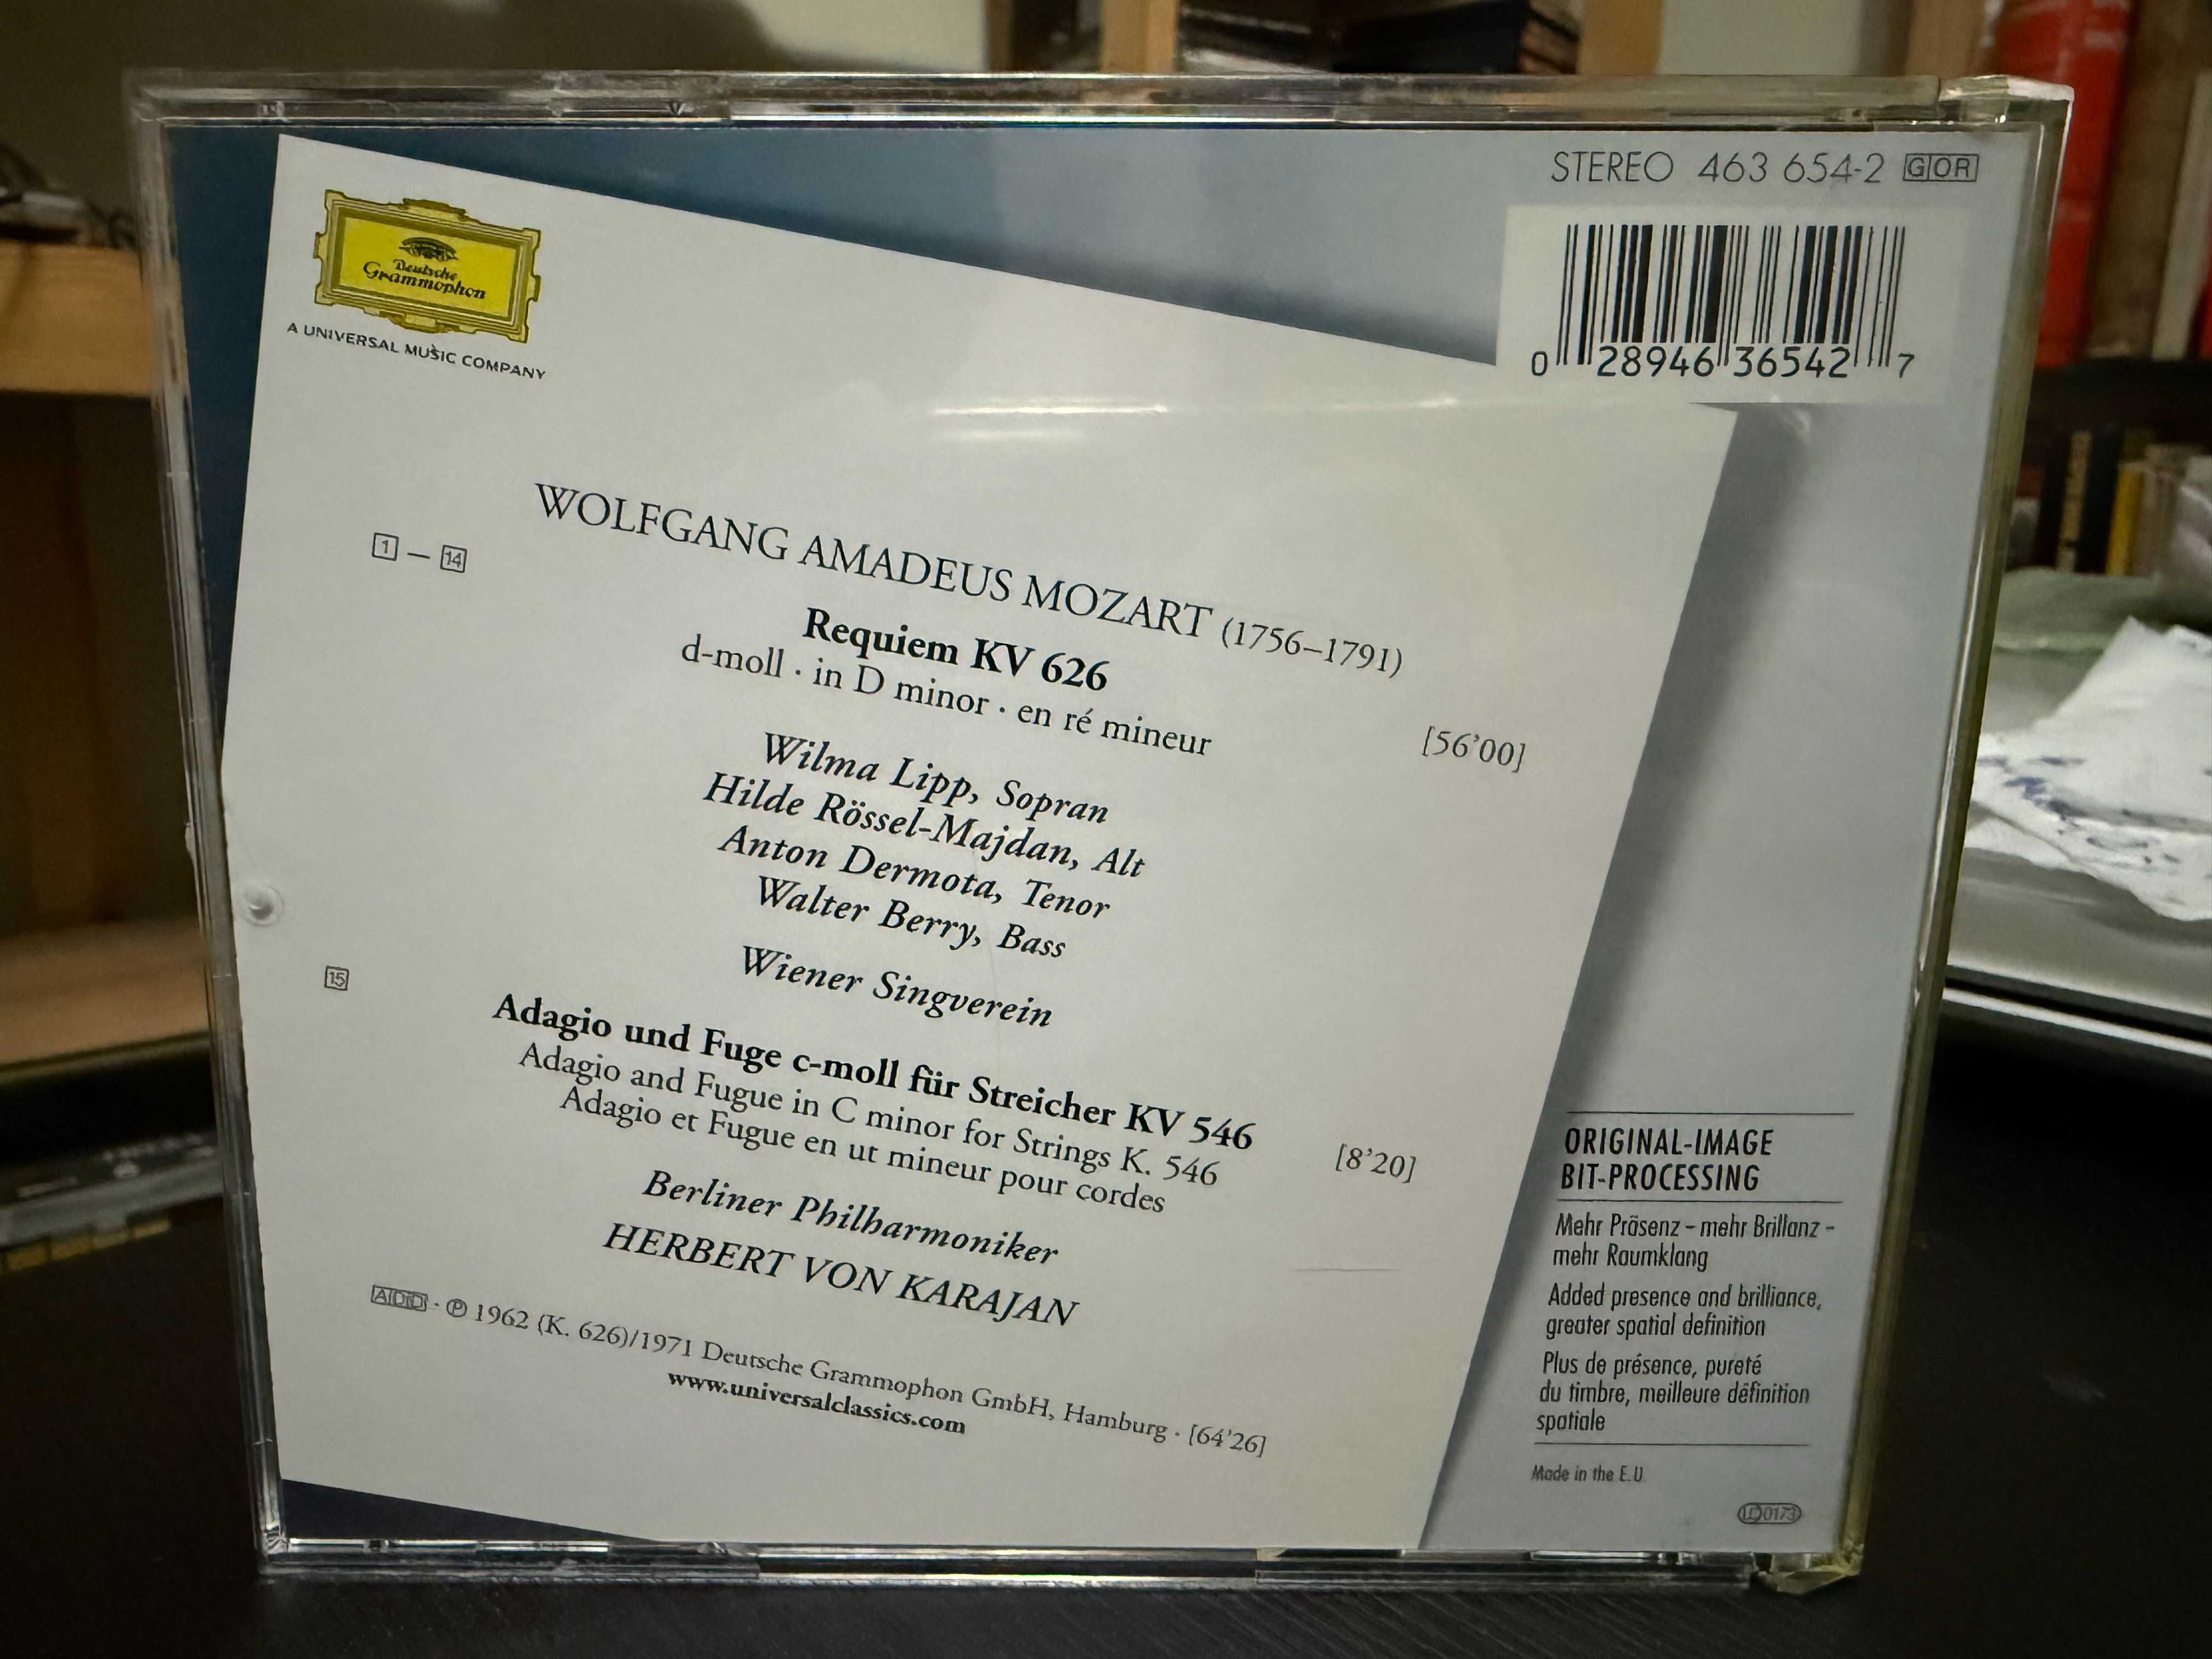 STEREO 463 654-2 GOR
0 28946 36542 7
Deutsche
Grammophon
A UNIVERSAL MUSIC COMPANY
1 – 14
WOLFGANG AMADEUS MOZART (1756–1791)
Requiem KV 626
d-moll · in D minor · en ré mineur
[56'00]
Wilma Lipp, Sopran
Hilde Rössel-Majdan, Alt
Anton Dermota, Tenor
Walter Berry, Bass
Wiener Singverein
15
Adagio und Fuge c-moll für Streicher KV 546
Adagio and Fugue in C minor for Strings K. 546
Adagio et Fugue en ut mineur pour cordes
[8'20]
Berliner Philharmoniker
HERBERT VON KARAJAN
ADD · ℗ 1962 (K. 626)/1971 Deutsche Grammophon GmbH, Hamburg · [64'26]
www.universalclassics.com
ORIGINAL-IMAGE
BIT-PROCESSING
Mehr Präsenz – mehr Brillanz –
mehr Raumklang
Added presence and brilliance,
greater spatial definition
Plus de présence, pureté
du timbre, meilleure définition
spatiale
Made in the E.U.
LC 0173